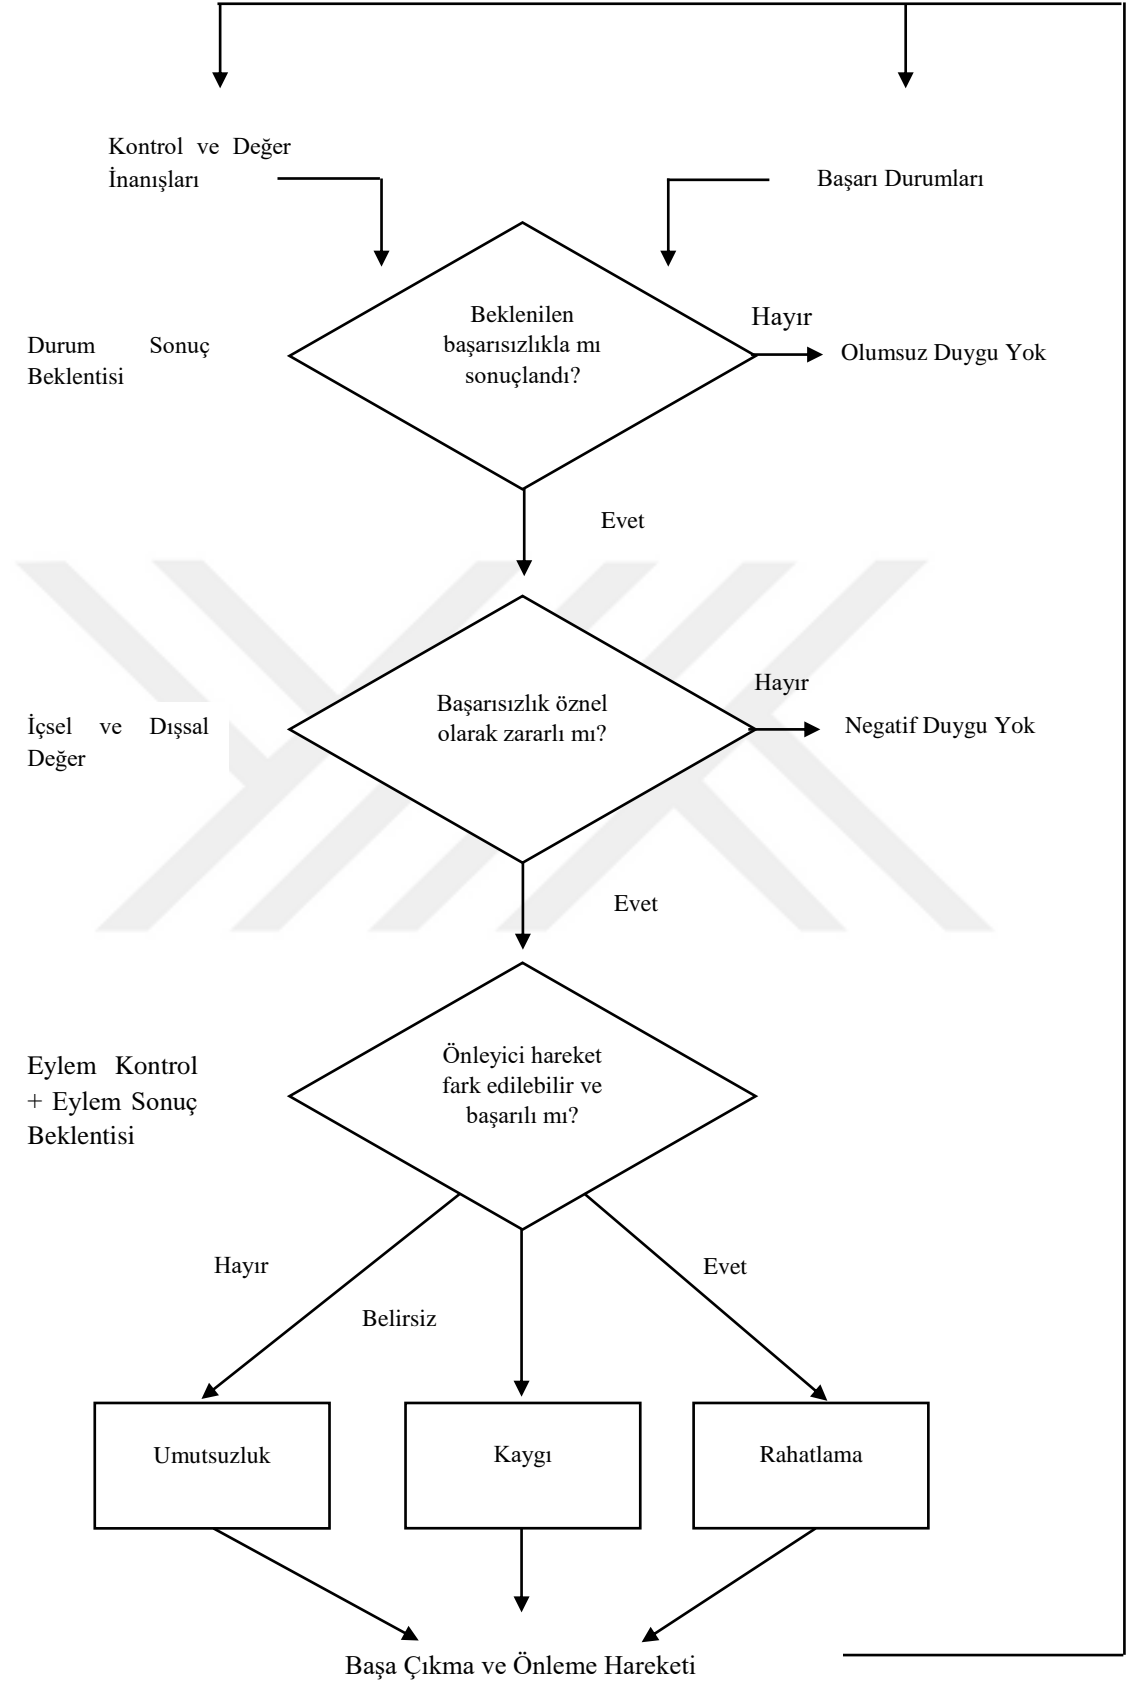 Kontrol ve Değer
İnanışları
Başarı Durumları
Beklenilen
başarısızlıkla mı
sonuçlandı?
Hayır
Durum Sonuç
Beklentisi
Olumsuz Duygu Yok
Evet
Başarısızlık öznel
olarak zararlı mı?
Hayır
İçsel ve Dışsal
Değer
Negatif Duygu Yok
Evet
Önleyici hareket
fark edilebilir ve
başarılı mı?
Eylem Kontrol
+ Eylem Sonuç
Beklentisi
Hayır
Belirsiz
Evet
Umutsuzluk
Kaygı
Rahatlama
Başa Çıkma ve Önleme Hareketi